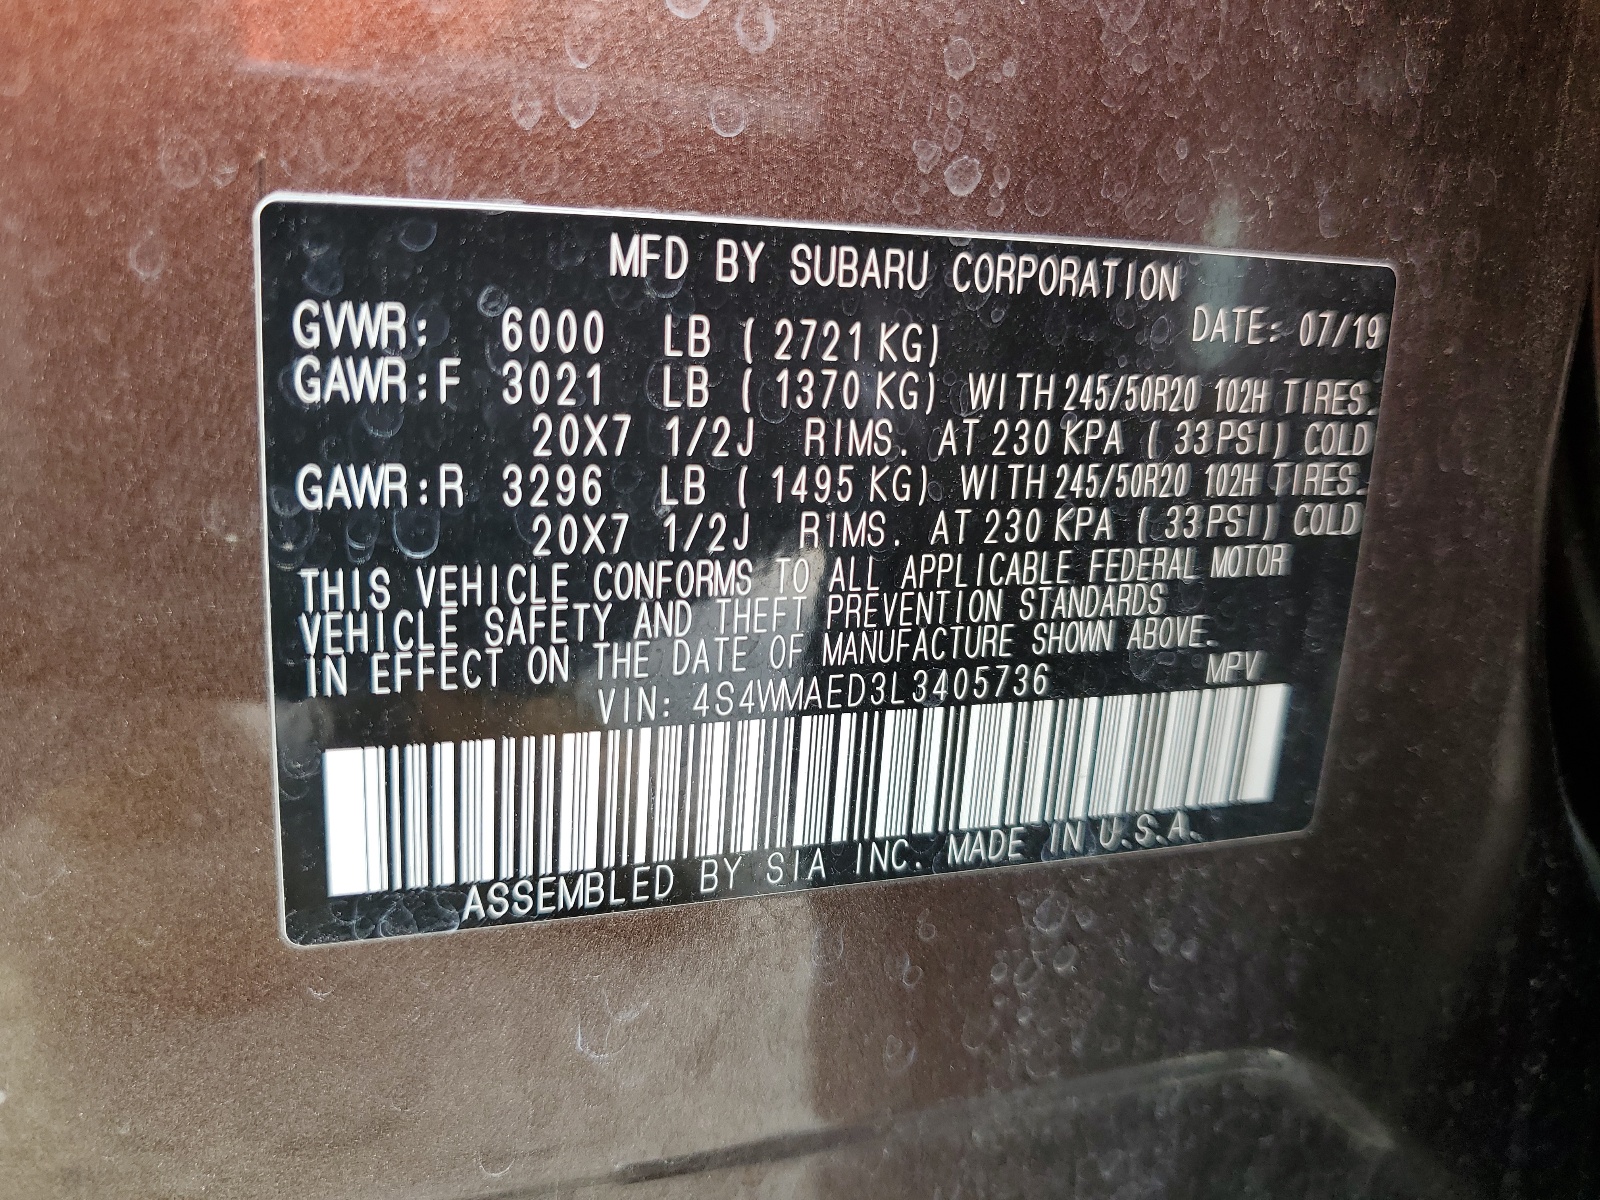 MFD BY SUBARU CORPORATION
GVWR: 6000 LB ( 2721 KG) DATE: 07/19
GAWR:F 3021 LB ( 1370 KG) WITH 245/50R20 102H TIRES.
20X7 1/2J RIMS. AT 230 KPA ( 33PSI) COLD
GAWR:R 3296 LB ( 1495 KG) WITH 245/50R20 102H TIRES.
20X7 1/2J RIMS. AT 230 KPA ( 33PSI) COLD
THIS VEHICLE CONFORMS TO ALL APPLICABLE FEDERAL MOTOR
VEHICLE SAFETY AND THEFT PREVENTION STANDARDS
IN EFFECT ON THE DATE OF MANUFACTURE SHOWN ABOVE.
VIN: 4S4WMAED3L3405736 MPV
ASSEMBLED BY SIA INC. MADE IN U.S.A.